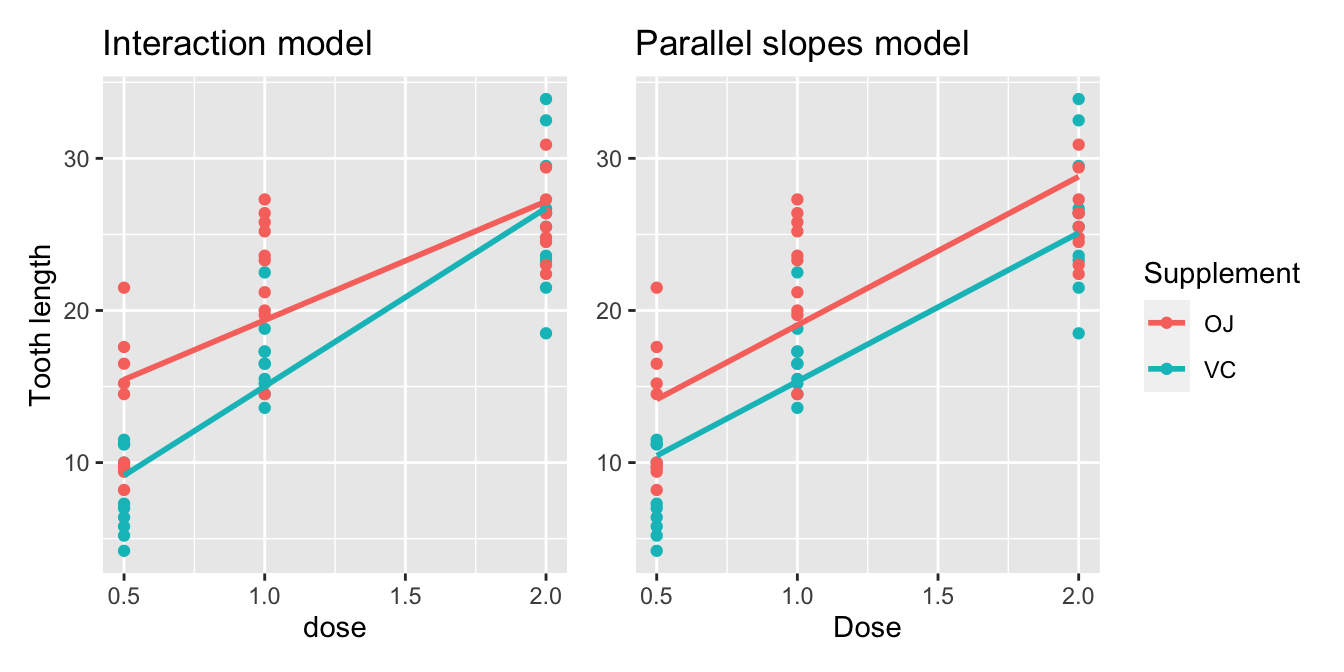 Interaction model
Parallel slopes model
Tooth length
30
20
10
0.5 1.0 1.5 2.0
dose
30
20
10
0.5 1.0 1.5 2.0
Dose
Supplement
OJ
VC